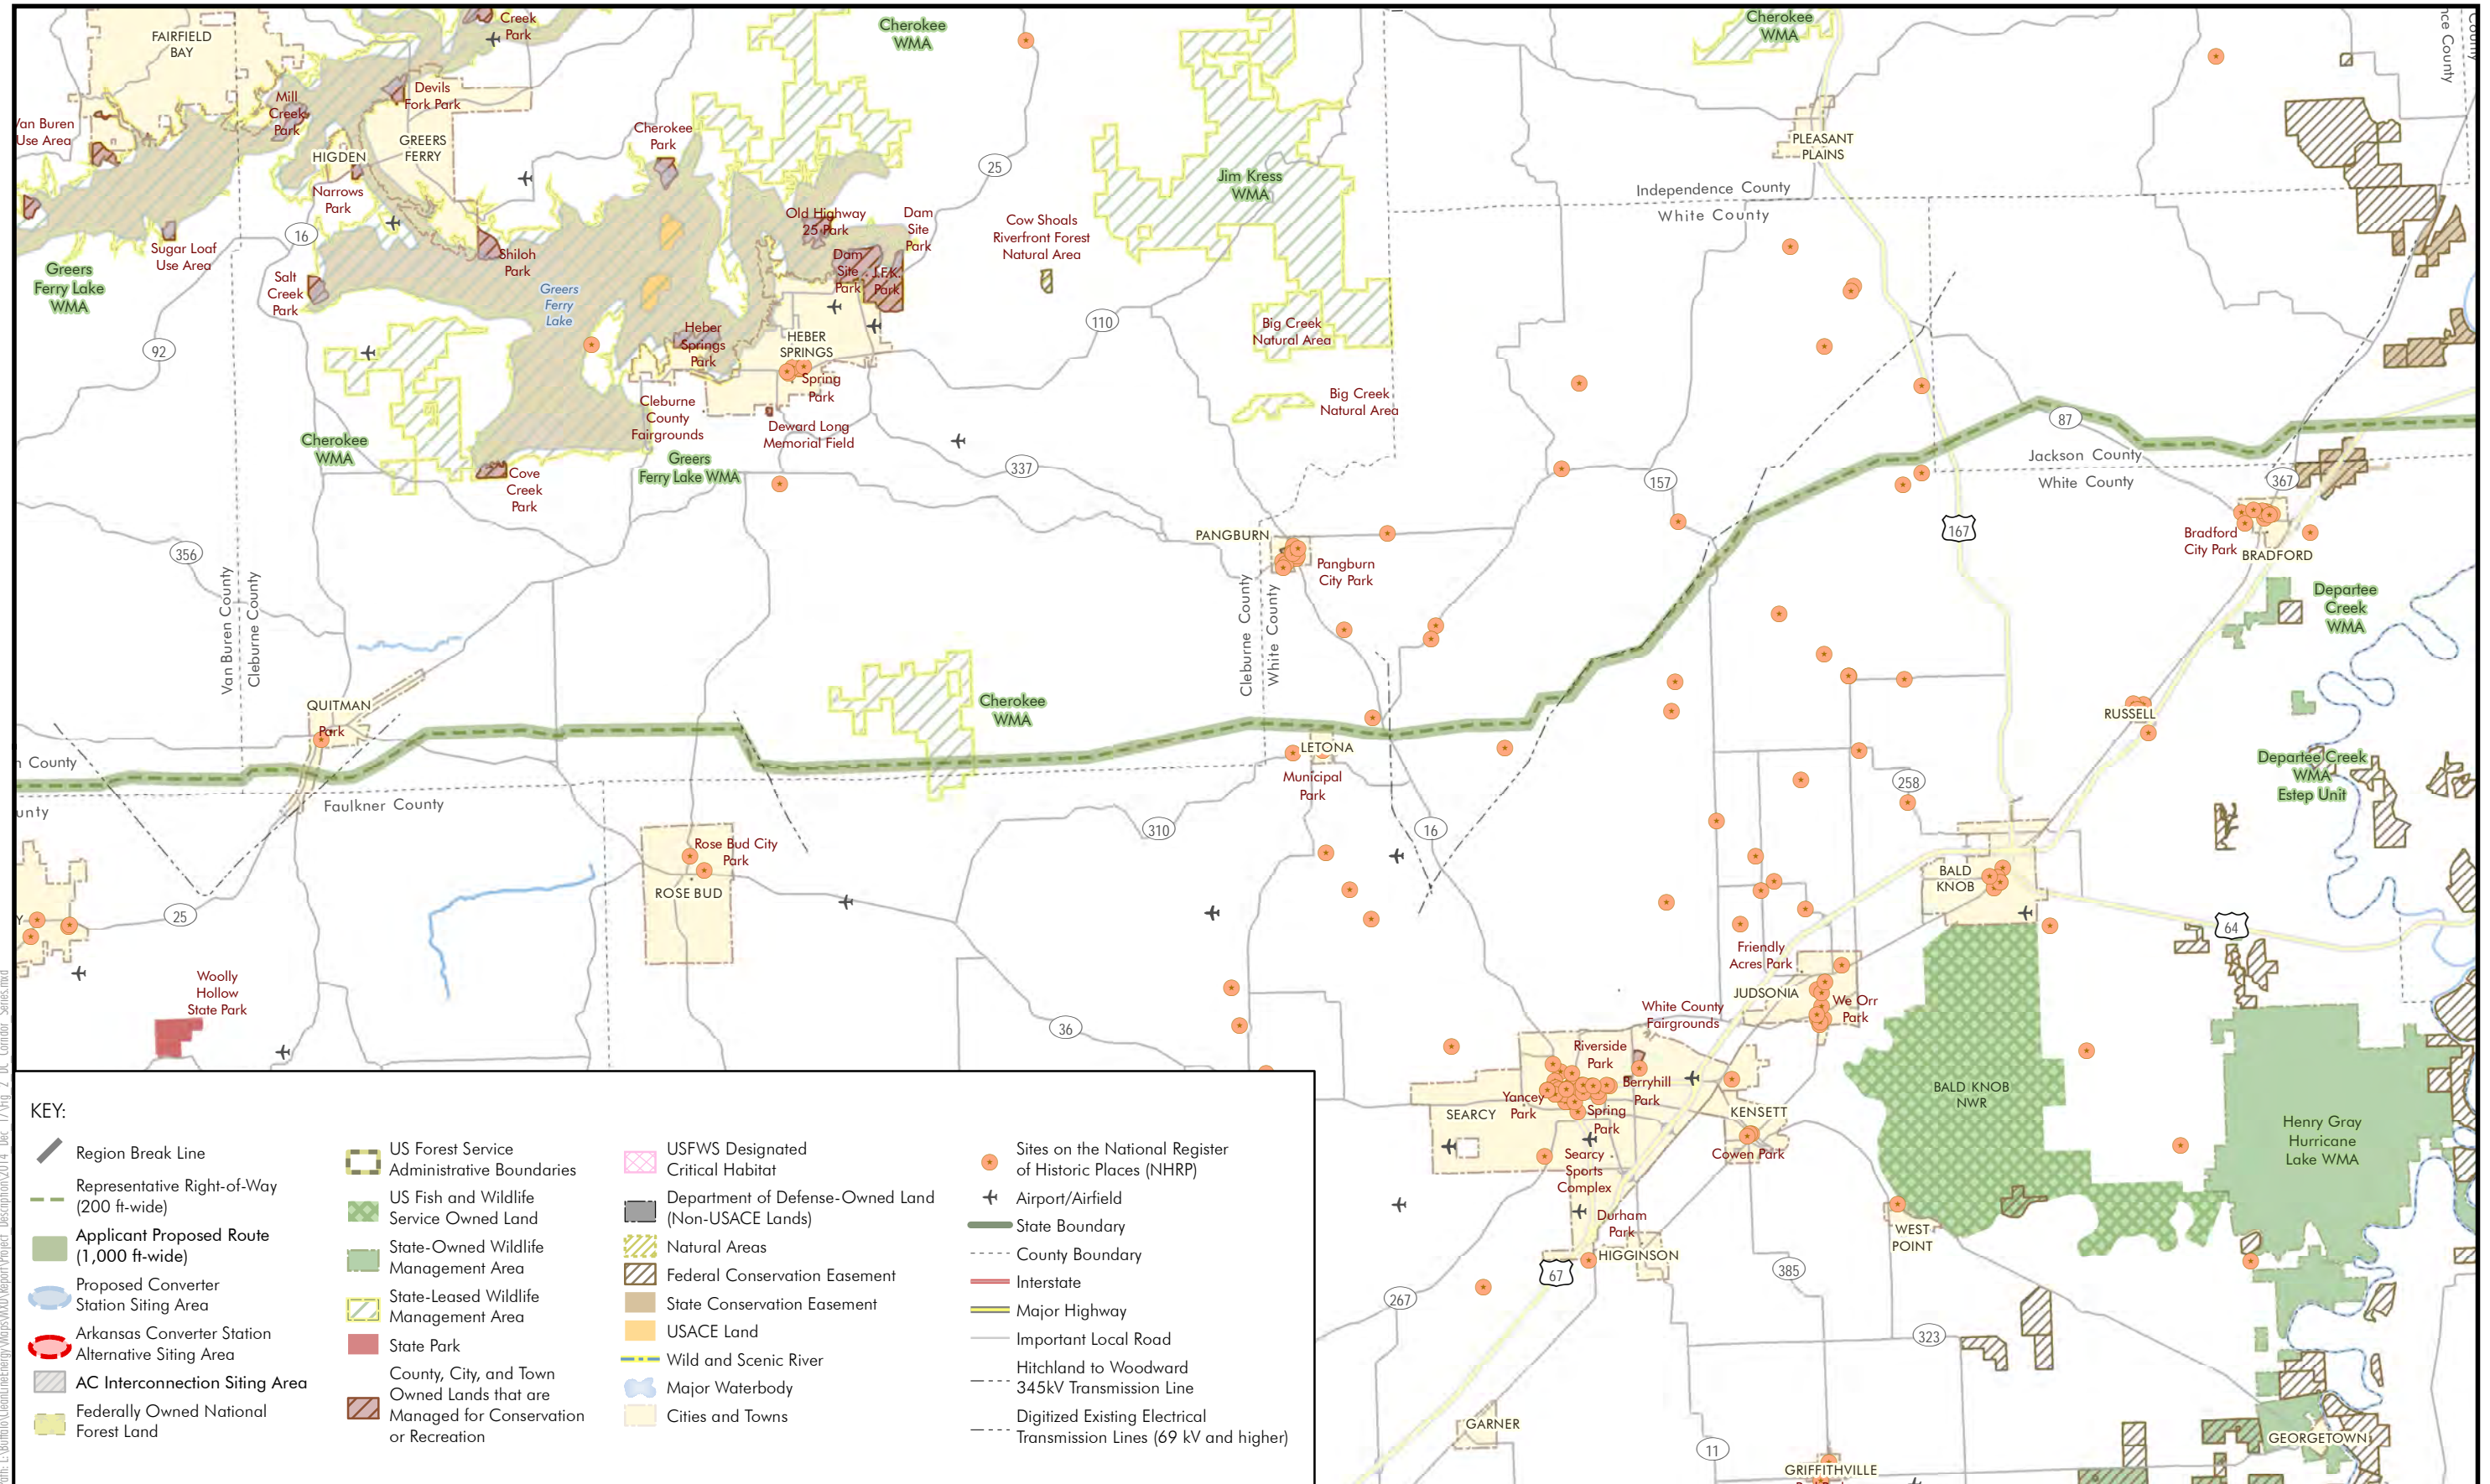 FAIRFIELD
BAY
Creek
Park
Cherokee
WMA
Cherokee
WMA
County
Mill
Creek
Park
Devils
Fork Park
Van Buren
Use Area
HIGDEN
GREERS
FERRY
Narrows
Park
Cherokee
Park
25
Jim Kress
WMA
PLEASANT
PLAINS
Independence County
White County
16
Sugar Loaf
Use Area
Shiloh
Park
Old Highway
25 Park
Dam
Site
Park
Dam
Site
Park
J.F.K.
Park
Cow Shoals
Riverfront Forest
Natural Area
Greers
Ferry Lake
WMA
Salt
Creek
Park
Greers
Ferry
Lake
92
Heber
Springs
Park
HEBER
SPRINGS
Spring
Park
110
Big Creek
Natural Area
Big Creek
Natural Area
Cleburne
County
Fairgrounds
Deward Long
Memorial Field
Cherokee
WMA
Cove
Creek
Park
Greers
Ferry Lake WMA
337
157
87
Jackson County
White County
367
167
PANGBURN
Pangburn
City Park
Bradford
City Park
BRADFORD
356
Van Buren County
Cleburne County
Cleburne County
White County
Departee
Creek
WMA
QUITMAN
Park
Cherokee
WMA
LETONA
Municipal
Park
RUSSELL
Departee Creek
WMA
Estep Unit
County
unty
Faulkner County
258
310
16
Rose Bud City
Park
ROSE BUD
BALD
KNOB
25
64
Woolly
Hollow
State Park
Friendly
Acres Park
JUDSONIA
We Orr
Park
White County
Fairgrounds
36
Riverside
Park
Berryhill
Park
Yancey
Park
Spring
Park
SEARCY
KENSETT
Cowen Park
Searcy
Sports
Complex
Durham
Park
HIGGINSON
BALD KNOB
NWR
Henry Gray
Hurricane
Lake WMA
WEST
POINT
67
385
267
323
GARNER
11
GRIFFITHVILLE
GEORGETOWN
KEY:
Region Break Line
Representative Right-of-Way
(200 ft-wide)
Applicant Proposed Route
(1,000 ft-wide)
Proposed Converter
Station Siting Area
Arkansas Converter Station
Alternative Siting Area
AC Interconnection Siting Area
Federally Owned National
Forest Land
US Forest Service
Administrative Boundaries
US Fish and Wildlife
Service Owned Land
State-Owned Wildlife
Management Area
State-Leased Wildlife
Management Area
State Park
County, City, and Town
Owned Lands that are
Managed for Conservation
or Recreation
USFWS Designated
Critical Habitat
Department of Defense-Owned Land
(Non-USACE Lands)
Natural Areas
Federal Conservation Easement
State Conservation Easement
USACE Land
Wild and Scenic River
Major Waterbody
Cities and Towns
Sites on the National Register
of Historic Places (NHRP)
Airport/Airfield
State Boundary
County Boundary
Interstate
Major Highway
Important Local Road
Hitchland to Woodward
345kV Transmission Line
Digitized Existing Electrical
Transmission Lines (69 kV and higher)